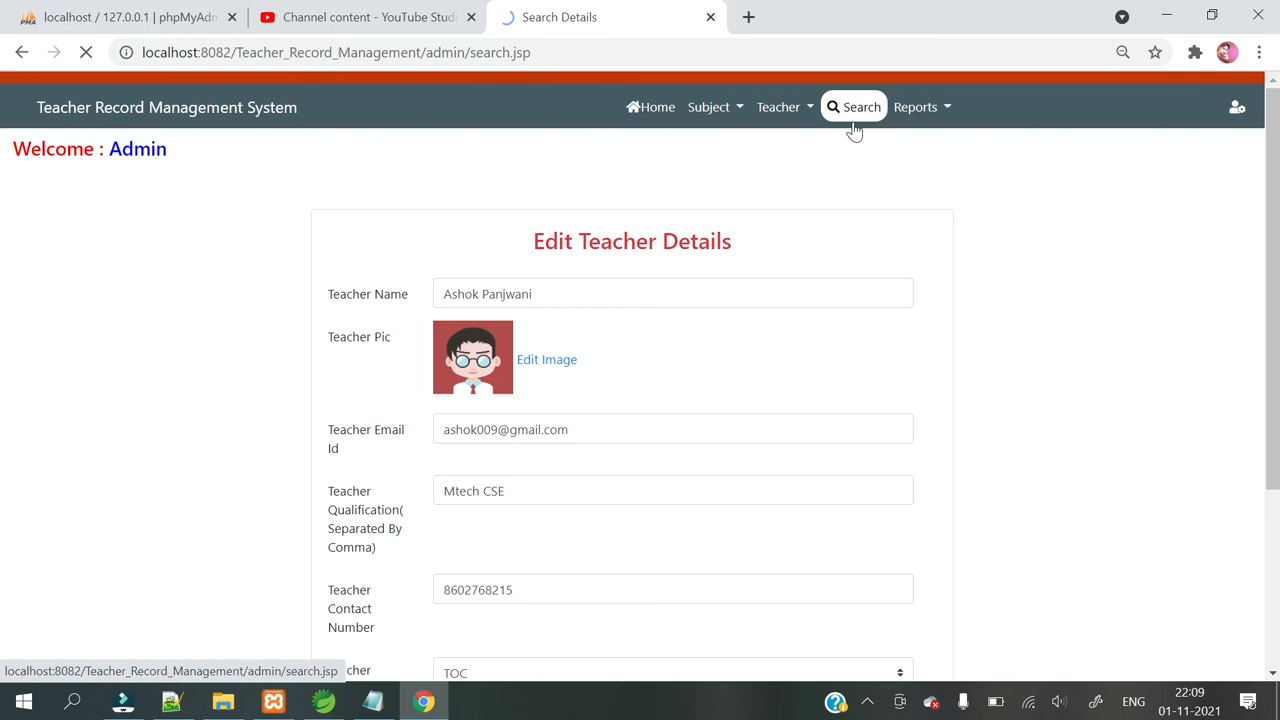 localhost / 127.0.0.1 | phpMyAdm
Channel content - YouTube Studi
Search Details
localhost:8082/Teacher_Record_Management/admin/search.jsp
Teacher Record Management System
Home
Subject
Teacher
Search
Reports
Welcome : Admin
Edit Teacher Details
Teacher Name
Ashok Panjwani
Teacher Pic
Edit Image
Teacher Email
Id
ashok009@gmail.com
Teacher
Qualification(
Separated By
Comma)
Mtech CSE
Teacher
Contact
Number
8602768215
cher
TOC
localhost:8082/Teacher_Record_Management/admin/search.jsp
ENG
22:09
01-11-2021